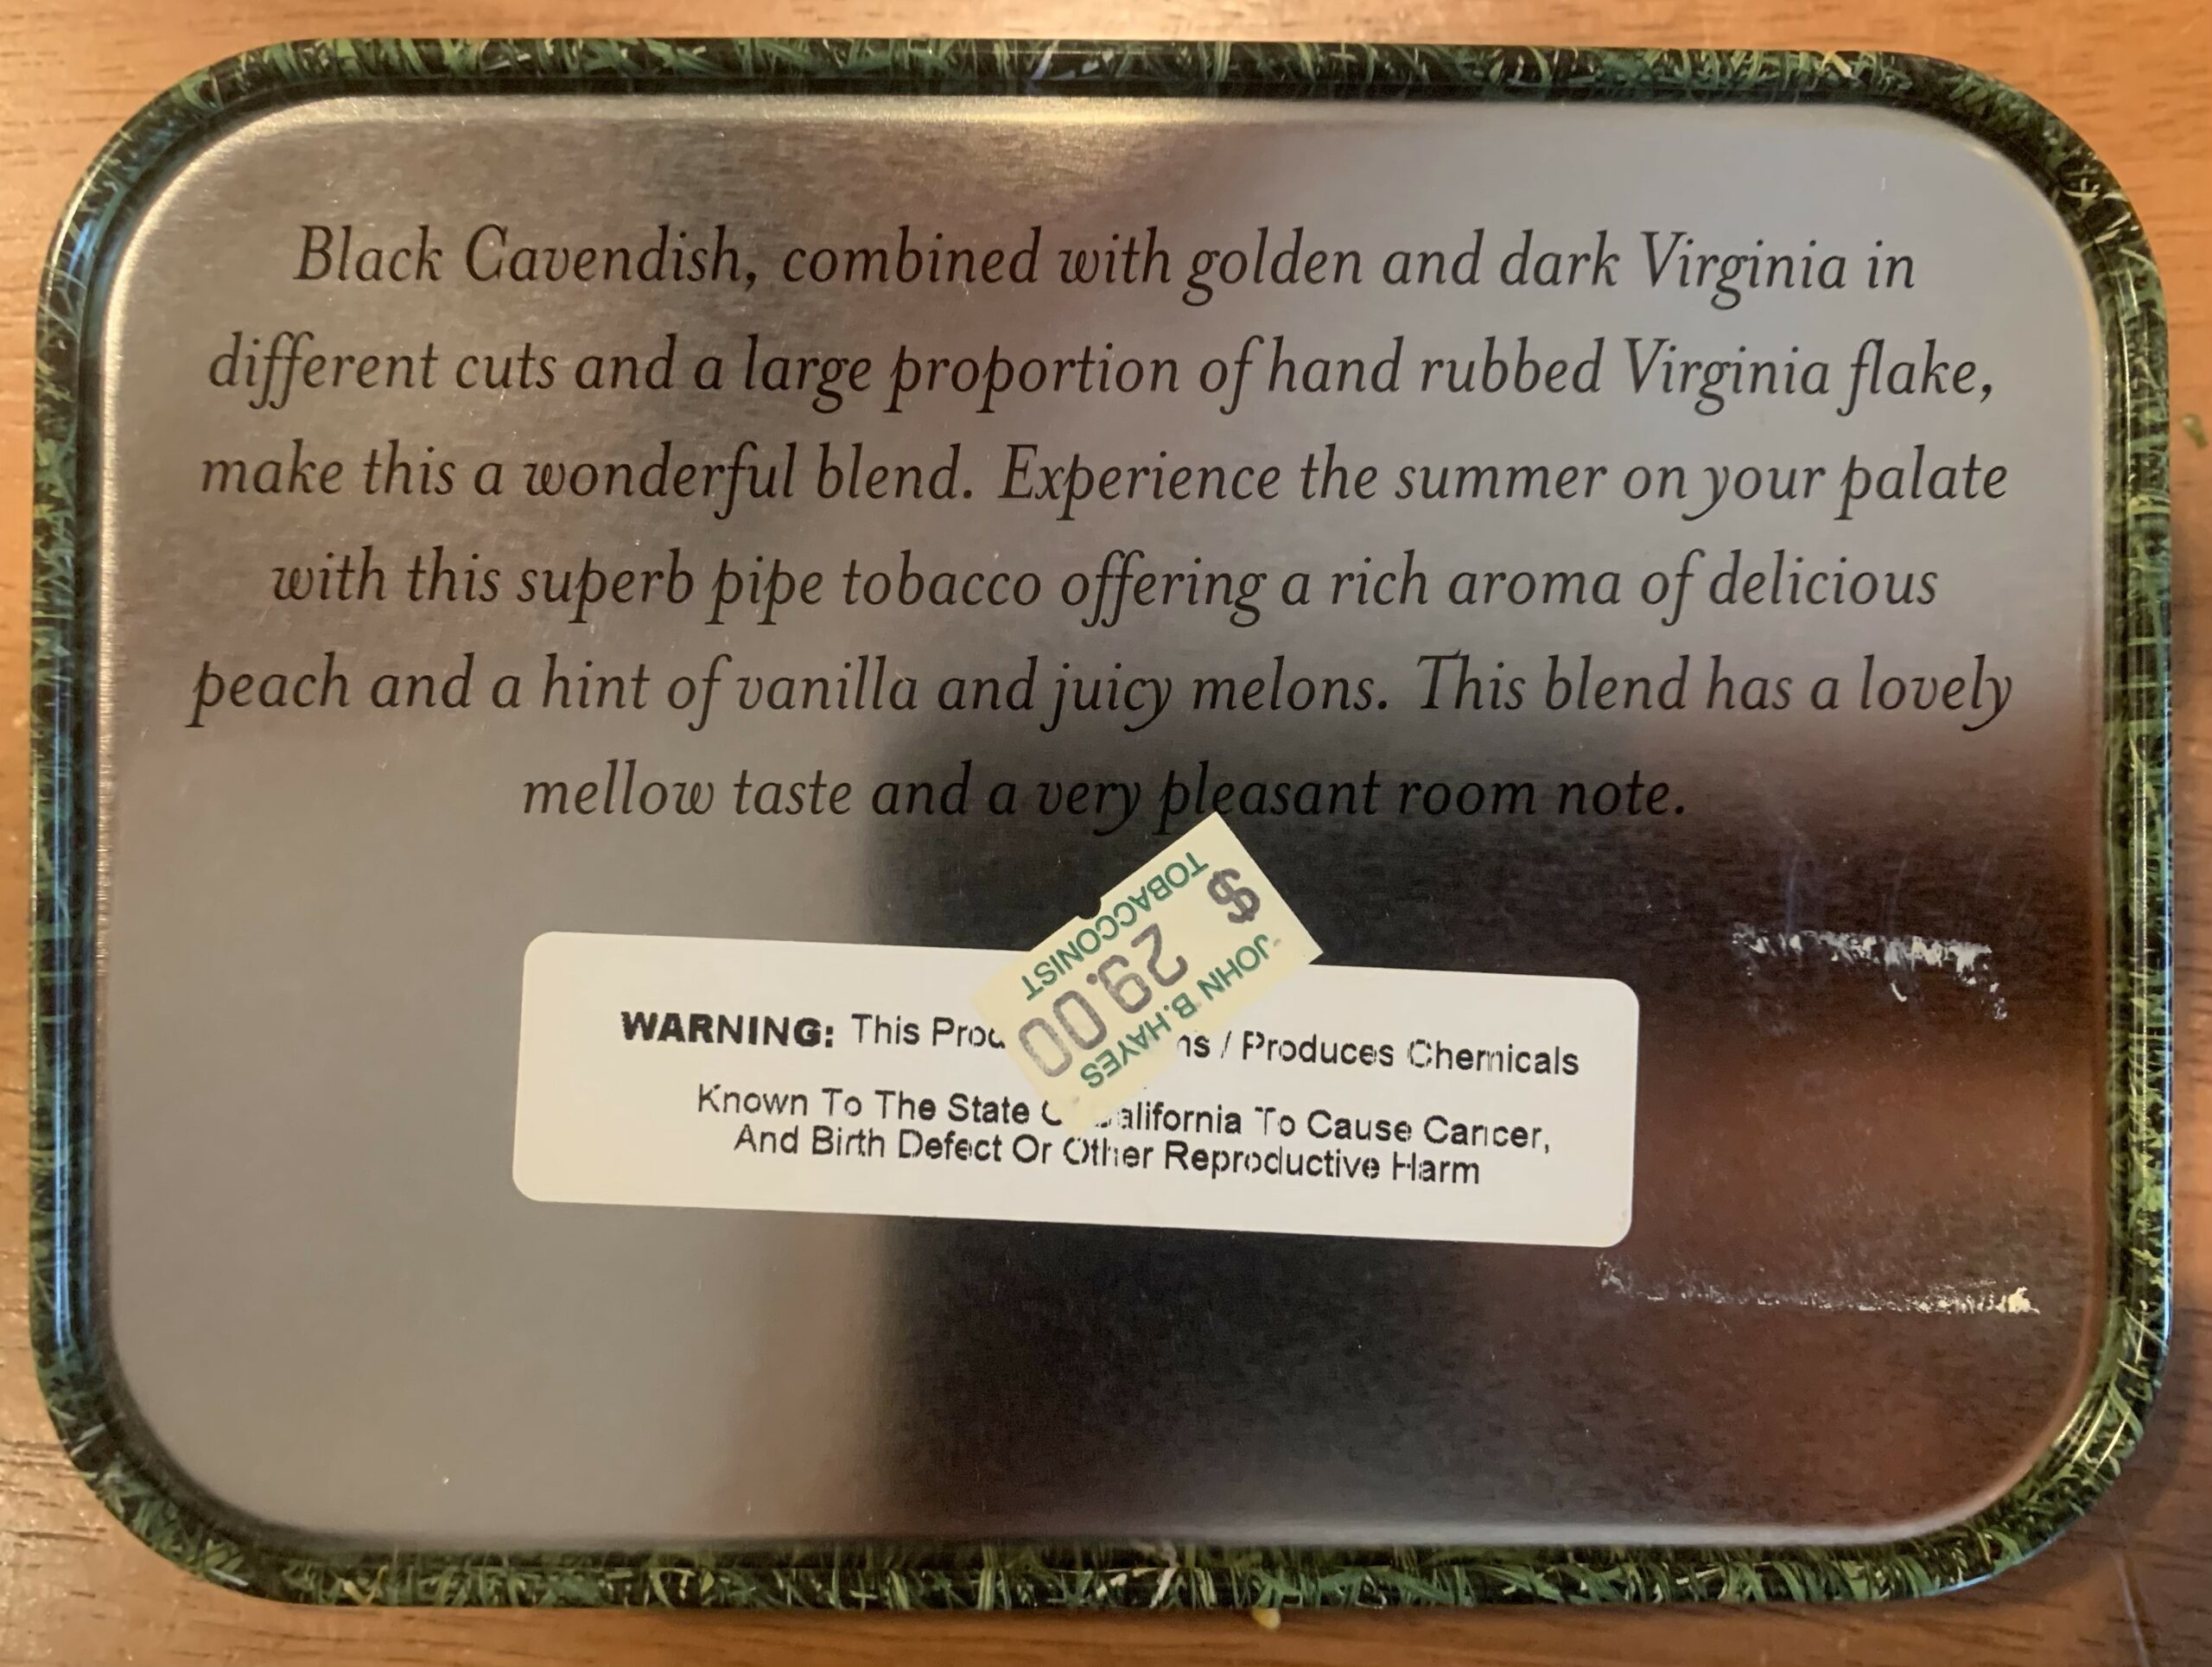 Black Cavendish, combined with golden and dark Virginia in
different cuts and a large proportion of hand rubbed Virginia flake,
make this a wonderful blend. Experience the summer on your palate
with this superb pipe tobacco offering a rich aroma of delicious
peach and a hint of vanilla and juicy melons. This blend has a lovely
mellow taste and a very pleasant room note.
JOHN B. HAYES
$ 29.00
TOBACCONIST
WARNING: This / Produces Chemicals
Known To The State California To Cause Cancer,
And Birth Defect Or Other Reproductive Harm